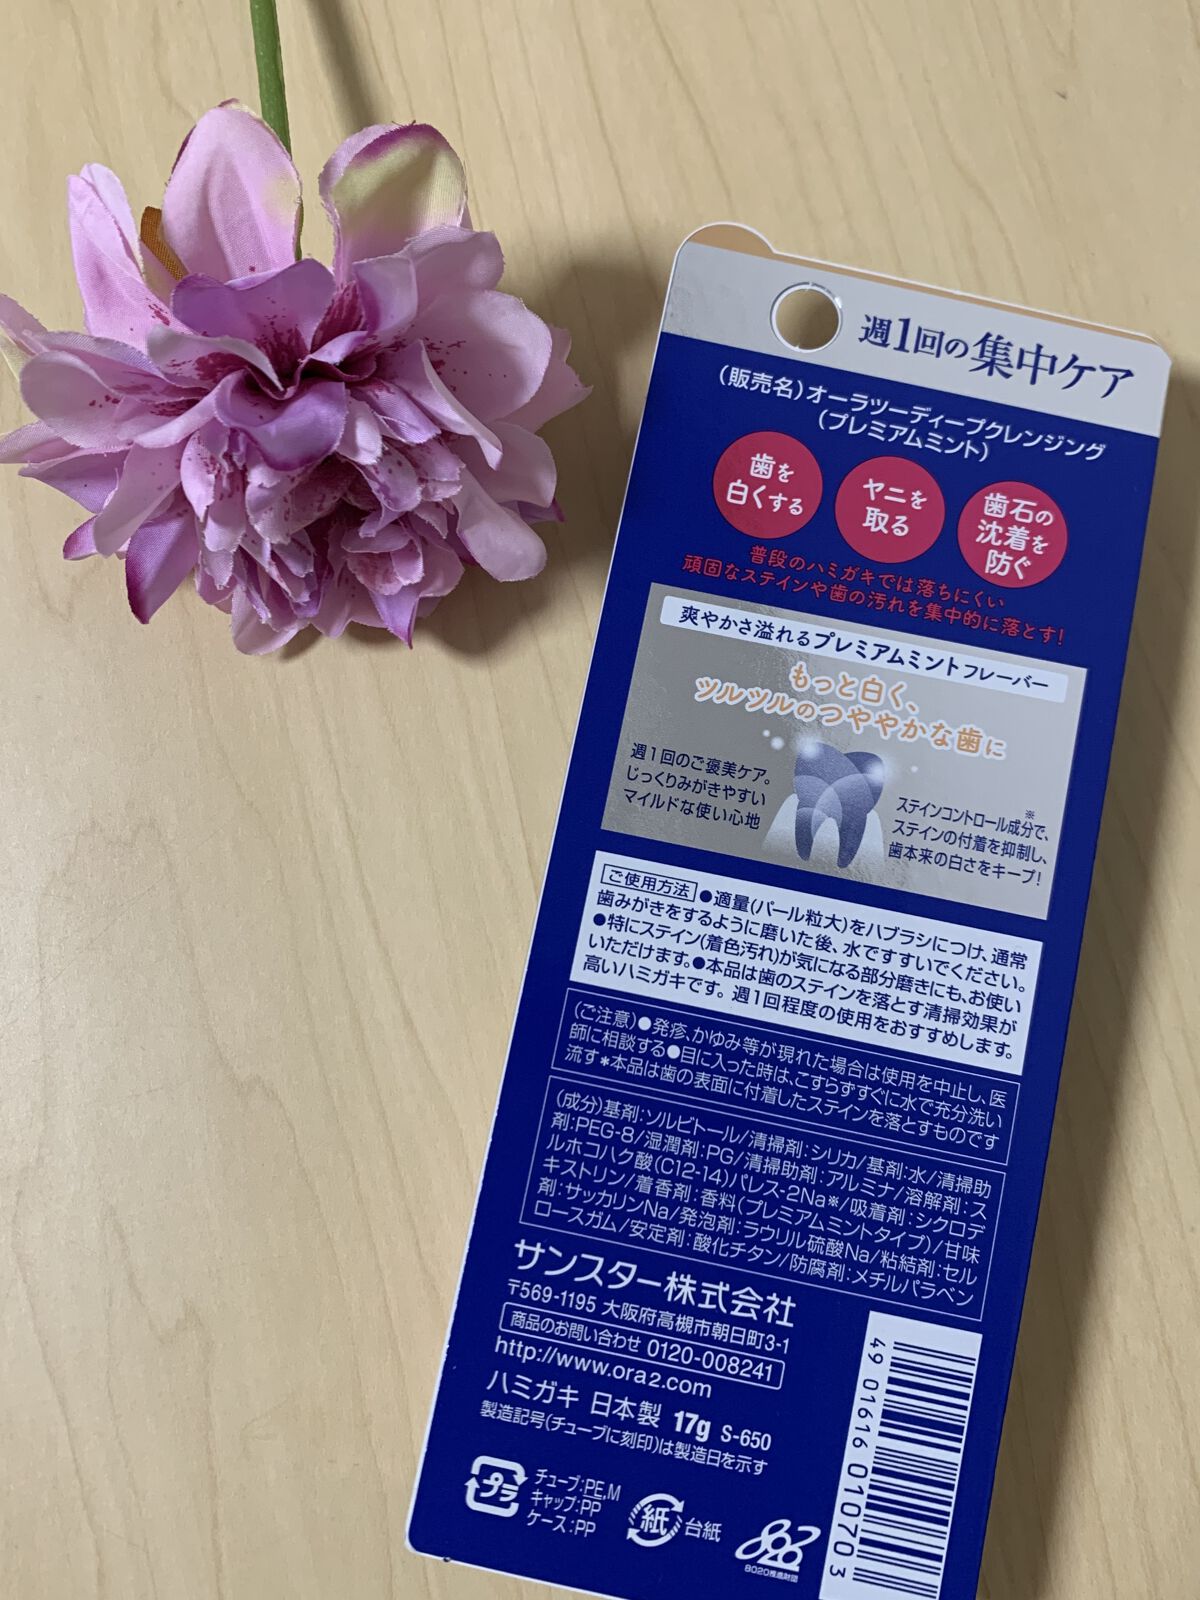 週1回の集中ケア
(販売名)オーラツーディープクレンジング
(プレミアムミント)
歯を
白くする
ヤニを
取る
歯石の
沈着を
防ぐ
普段のハミガキでは落ちにくい
頑固なステインや歯の汚れを集中的に落とす!
爽やかさ溢れるプレミアムミントフレーバー
もっと白く、
ツルツルのつややかな歯に
週1回のご褒美ケア。
じっくりみがきやすい
マイルドな使い心地
※
ステインコントロール成分で、
ステインの付着を抑制し、
歯本来の白さをキープ!
ご使用方法 ●適量(パール粒大)をハブラシにつけ、通常
歯みがきをするように磨いた後、水ですすいでください。
●特にステイン(着色汚れ)が気になる部分磨きにも、お使い
いただけます。●本品は歯のステインを落とす清掃効果が
高いハミガキです。週1回程度の使用をおすすめします。
(ご注意)●発疹、かゆみ等が現れた場合は使用を中止し、医
師に相談する●目に入った時は、こすらずすぐに水で充分洗い
流す*本品は歯の表面に付着したステインを落とすものです
(成分)基剤:ソルビトール/清掃剤:シリカ/基剤:水/清掃助
剤:PEG-8/湿潤剤:PG/清掃助剤:アルミナ/溶解剤:ス
ルホコハク酸(C12-14)パレス-2Na※/吸着剤:シクロデ
キストリン/着香剤:香料(プレミアムミントタイプ)/甘味
剤:サッカリンNa/発泡剤:ラウリル硫酸Na/粘結剤:セル
ロースガム/安定剤:酸化チタン/防腐剤:メチルパラベン
サンスター株式会社
〒569-1195 大阪府高槻市朝日町3-1
商品のお問い合わせ 0120-008241
http://www.ora2.com
ハミガキ 日本製 17g S-650
製造記号(チューブに刻印)は製造日を示す
プラ
チューブ:PE,M
キャップ:PP
ケース:PP
紙 台紙
8020
8020推進財団
49 01616 010703